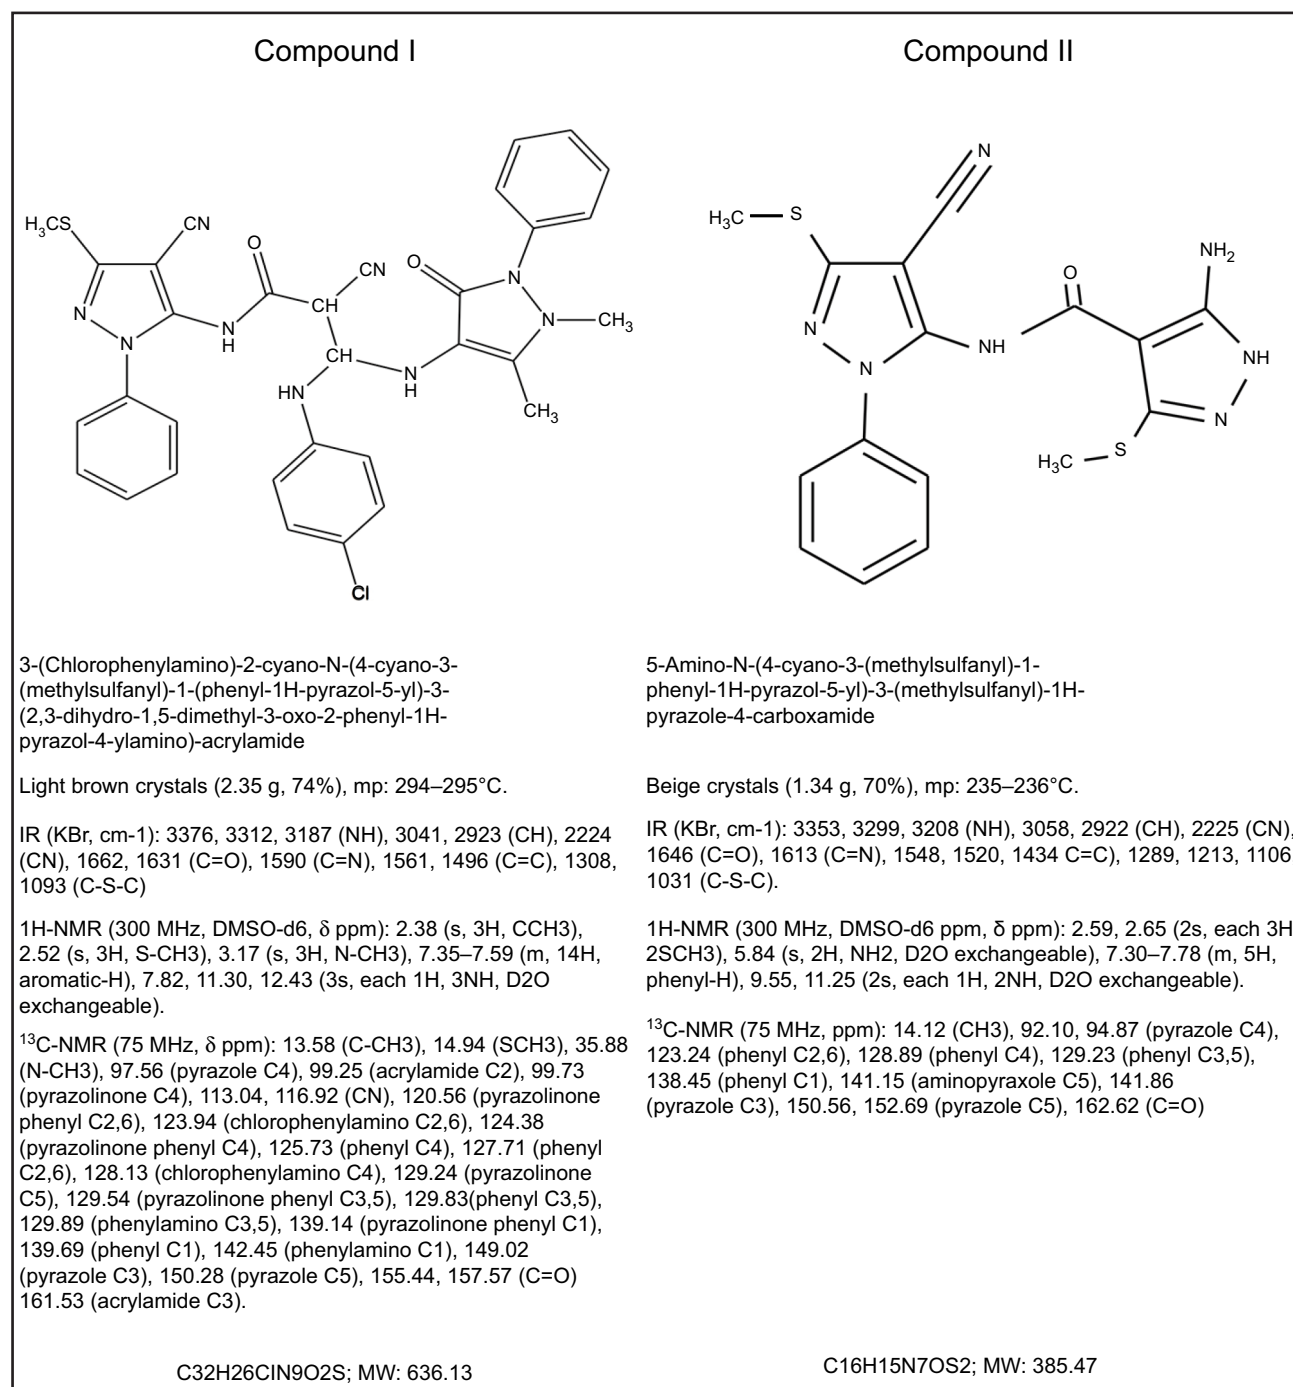 Compound I
Compound II
H3CS
CN
O
CN
O
N
N
CH3
CH
N
N
N
H
CH
N
H
HN
CH3
Cl
N
H3C
S
N
N
NH
O
NH2
NH
N
S
H3C
3-(Chlorophenylamino)-2-cyano-N-(4-cyano-3-
(methylsulfanyl)-1-(phenyl-1H-pyrazol-5-yl)-3-
(2,3-dihydro-1,5-dimethyl-3-oxo-2-phenyl-1H-
pyrazol-4-ylamino)-acrylamide
Light brown crystals (2.35 g, 74%), mp: 294–295°C.
IR (KBr, cm-1): 3376, 3312, 3187 (NH), 3041, 2923 (CH), 2224
(CN), 1662, 1631 (C=O), 1590 (C=N), 1561, 1496 (C=C), 1308,
1093 (C-S-C)
1H-NMR (300 MHz, DMSO-d6, δ ppm): 2.38 (s, 3H, CCH3),
2.52 (s, 3H, S-CH3), 3.17 (s, 3H, N-CH3), 7.35–7.59 (m, 14H,
aromatic-H), 7.82, 11.30, 12.43 (3s, each 1H, 3NH, D2O
exchangeable).
13C-NMR (75 MHz, δ ppm): 13.58 (C-CH3), 14.94 (SCH3), 35.88
(N-CH3), 97.56 (pyrazole C4), 99.25 (acrylamide C2), 99.73
(pyrazolinone C4), 113.04, 116.92 (CN), 120.56 (pyrazolinone
phenyl C2,6), 123.94 (chlorophenylamino C2,6), 124.38
(pyrazolinone phenyl C4), 125.73 (phenyl C4), 127.71 (phenyl
C2,6), 128.13 (chlorophenylamino C4), 129.24 (pyrazolinone
C5), 129.54 (pyrazolinone phenyl C3,5), 129.83(phenyl C3,5),
129.89 (phenylamino C3,5), 139.14 (pyrazolinone phenyl C1),
139.69 (phenyl C1), 142.45 (phenylamino C1), 149.02
(pyrazole C3), 150.28 (pyrazole C5), 155.44, 157.57 (C=O)
161.53 (acrylamide C3).
C32H26ClN9O2S; MW: 636.13
5-Amino-N-(4-cyano-3-(methylsulfanyl)-1-
phenyl-1H-pyrazol-5-yl)-3-(methylsulfanyl)-1H-
pyrazole-4-carboxamide
Beige crystals (1.34 g, 70%), mp: 235–236°C.
IR (KBr, cm-1): 3353, 3299, 3208 (NH), 3058, 2922 (CH), 2225 (CN),
1646 (C=O), 1613 (C=N), 1548, 1520, 1434 C=C), 1289, 1213, 1106
1031 (C-S-C).
1H-NMR (300 MHz, DMSO-d6 ppm, δ ppm): 2.59, 2.65 (2s, each 3H
2SCH3), 5.84 (s, 2H, NH2, D2O exchangeable), 7.30–7.78 (m, 5H,
phenyl-H), 9.55, 11.25 (2s, each 1H, 2NH, D2O exchangeable).
13C-NMR (75 MHz, ppm): 14.12 (CH3), 92.10, 94.87 (pyrazole C4),
123.24 (phenyl C2,6), 128.89 (phenyl C4), 129.23 (phenyl C3,5),
138.45 (phenyl C1), 141.15 (aminopyraxole C5), 141.86
(pyrazole C3), 150.56, 152.69 (pyrazole C5), 162.62 (C=O)
C16H15N7OS2; MW: 385.47